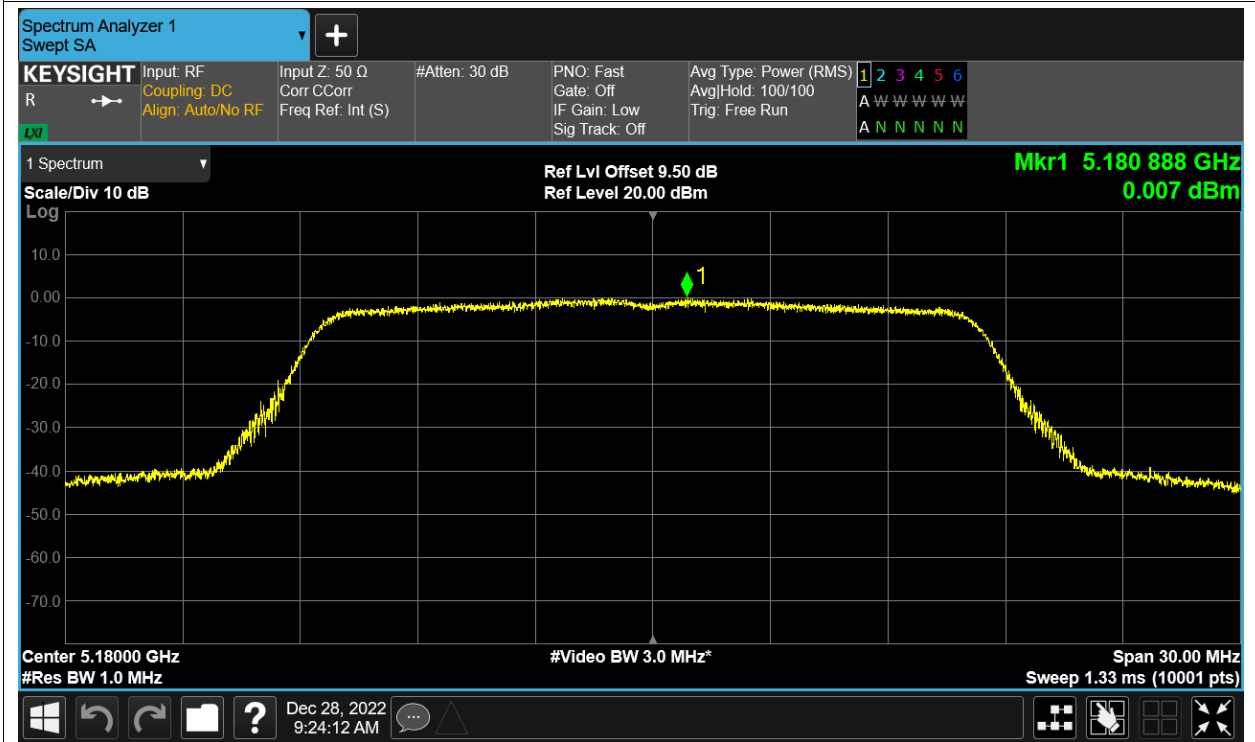 Spectrum Analyzer 1
Swept SA
+
KEYSIGHT
R
LXI
Input: RF
Coupling: DC
Align: Auto/No RF
Input Z: 50 Ω
Corr CCorr
Freq Ref: Int (S)
#Atten: 30 dB
PNO: Fast
Gate: Off
IF Gain: Low
Sig Track: Off
Avg Type: Power (RMS)
Avg|Hold: 100/100
Trig: Free Run
1 2 3 4 5 6
A W W W W W
A N N N N N
1 Spectrum
Scale/Div 10 dB
Log
Ref Lvl Offset 9.50 dB
Ref Level 20.00 dBm
Mkr1 5.180 888 GHz
0.007 dBm
10.0
0.00
-10.0
-20.0
-30.0
-40.0
-50.0
-60.0
-70.0
1
Center 5.18000 GHz
#Res BW 1.0 MHz
#Video BW 3.0 MHz*
Span 30.00 MHz
Sweep 1.33 ms (10001 pts)
?
Dec 28, 2022
9:24:12 AM